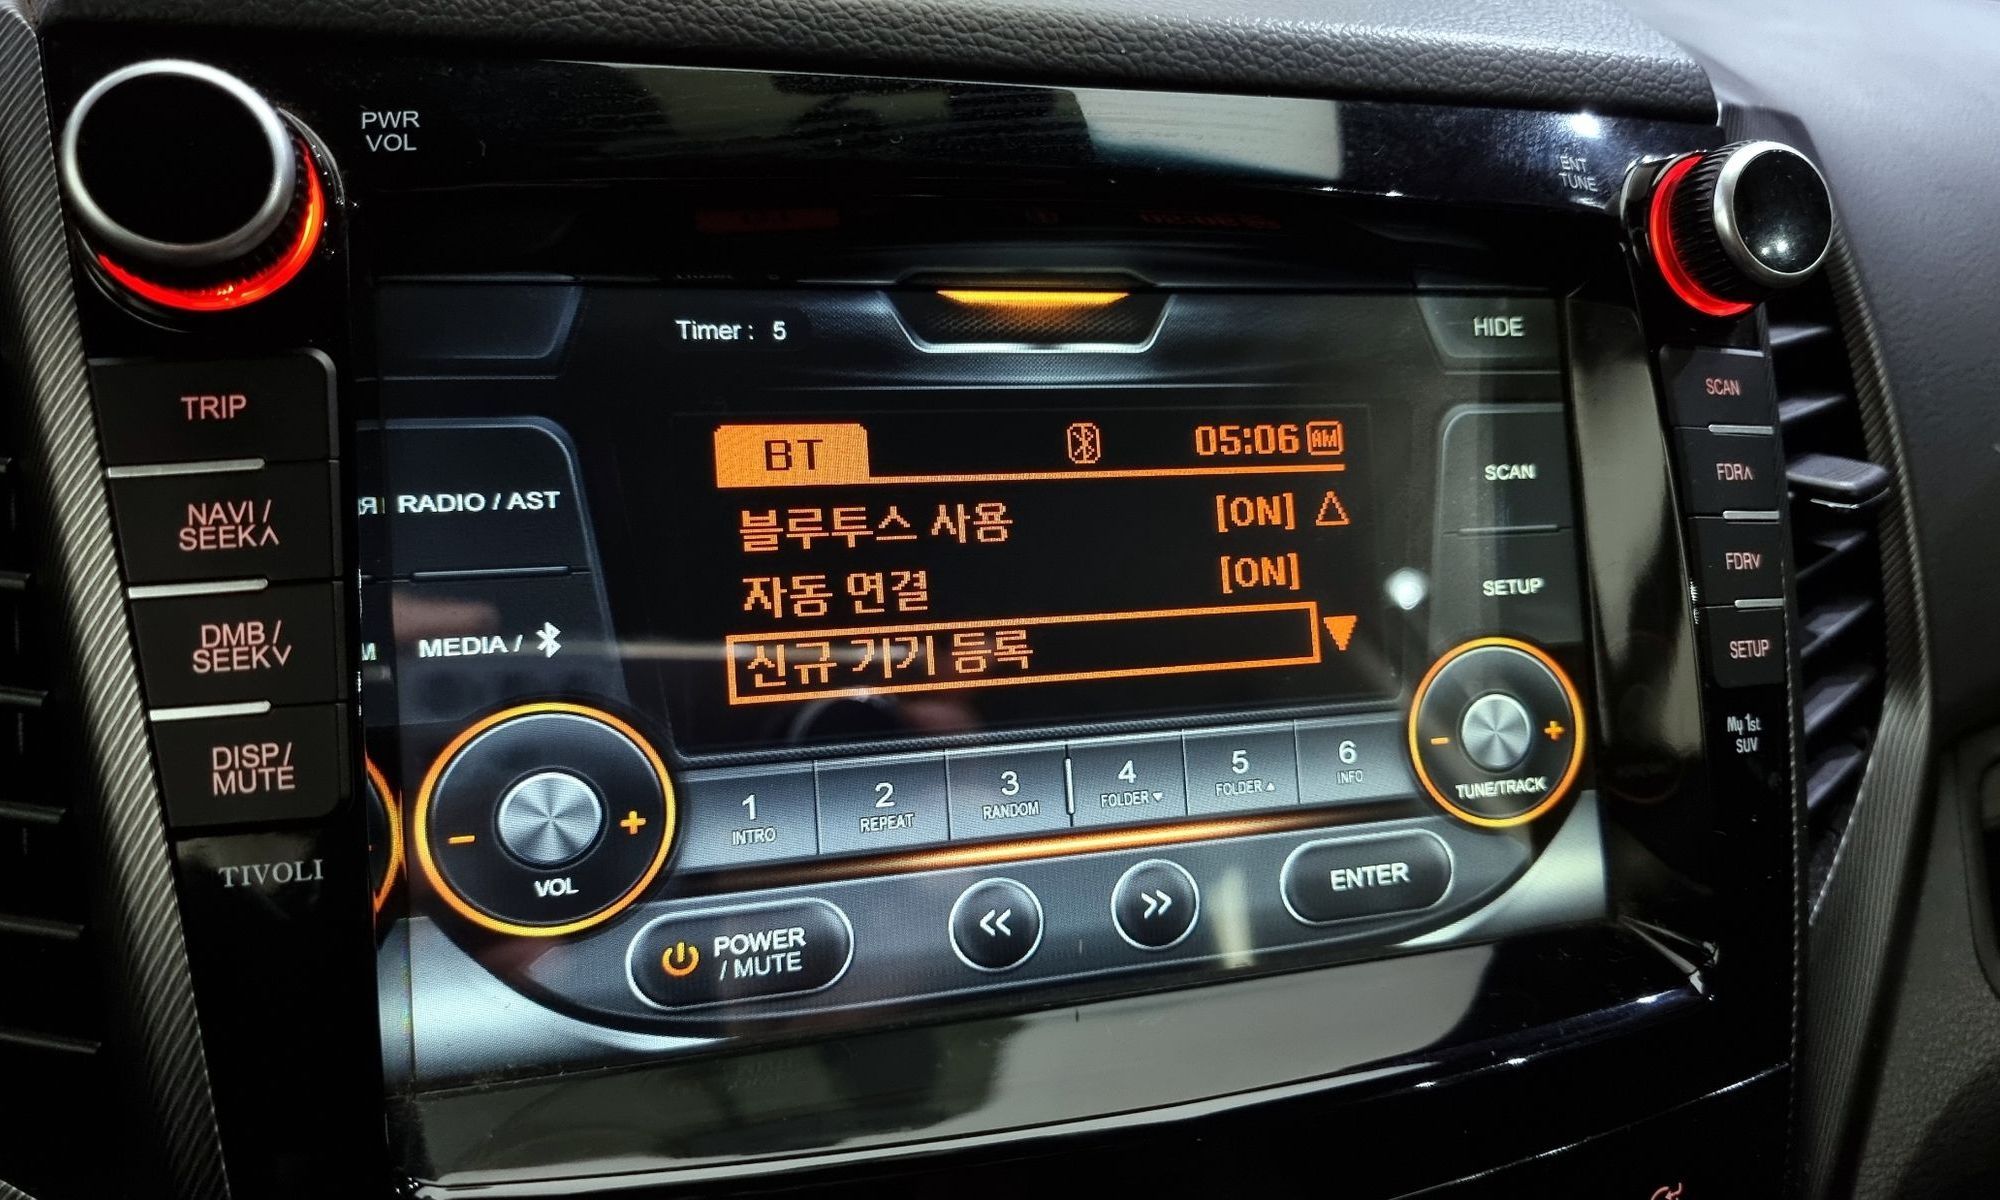 PWR
VOL
ENT
TUNE
Timer : 5
HIDE
TRIP
SCAN
BT
05:06 AM
NAVI /
SEEK∧
RADIO / AST
블루투스 사용 [ON]
SCAN
FDR∧
자동 연결 [ON]
SETUP
FDR∨
DMB /
SEEK∨
MEDIA /
신규 기기 등록
SETUP
DISP /
MUTE
My 1st
SUV
VOL
1
INTRO
2
REPEAT
3
RANDOM
4
FOLDER ▼
5
FOLDER ▲
6
INFO
TUNE/TRACK
TIVOLI
POWER
/ MUTE
ENTER